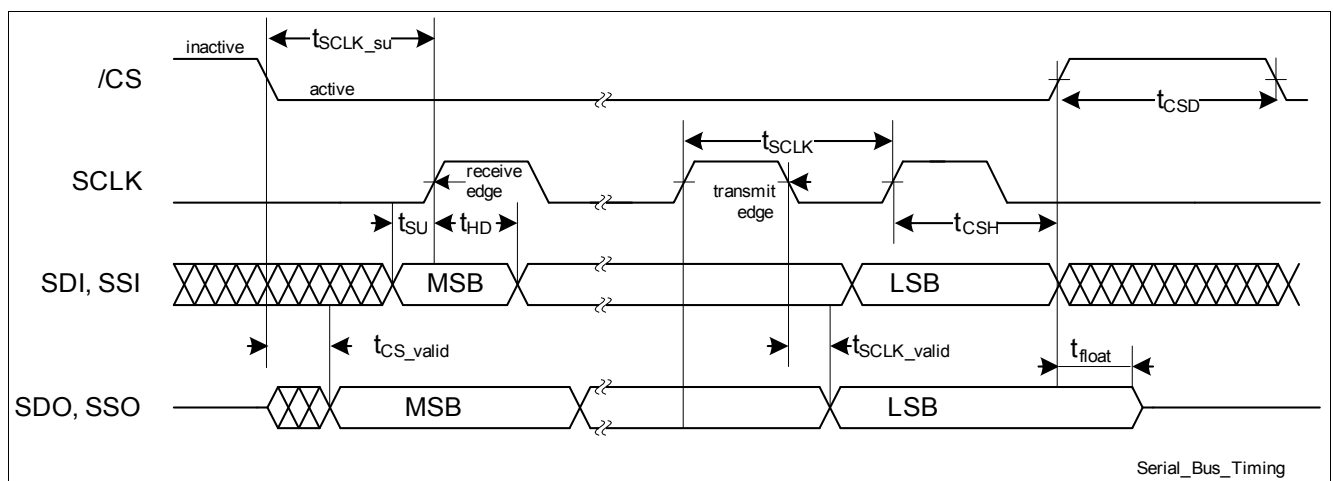 inactive
tSCLK_su
/CS
active
tCSD
tSCLK
SCLK
receive
edge
transmit
edge
tSU
tHD
tCSH
SDI, SSI
MSB
LSB
tCS_valid
tSCLK_valid
tfloat
SDO, SSO
MSB
LSB
Serial_Bus_Timing